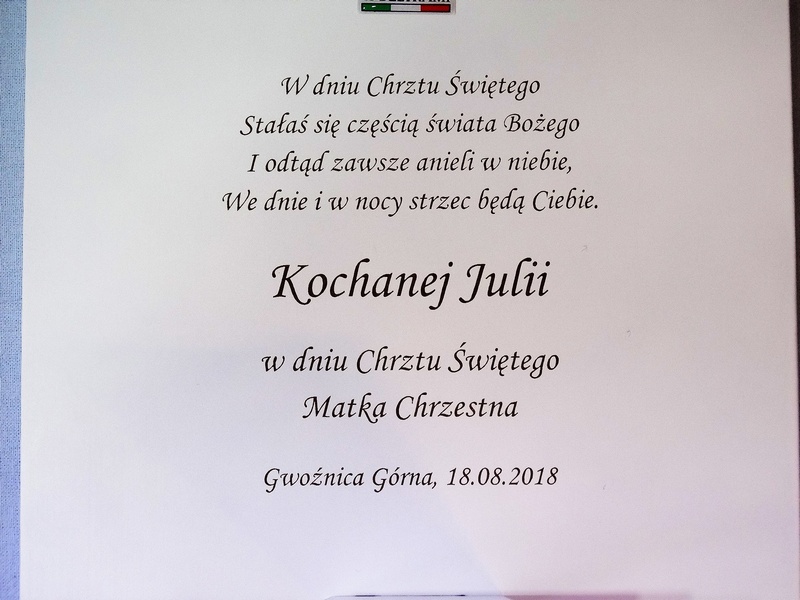 W dniu Chrztu Świętego
Stałaś się częścią świata Bożego
I odtąd zawsze anieli w niebie,
We dnie i w nocy strzec będą Ciebie.
Kochanej Julii
w dniu Chrztu Świętego
Matka Chrzestna
Gwoźnica Górna, 18.08.2018